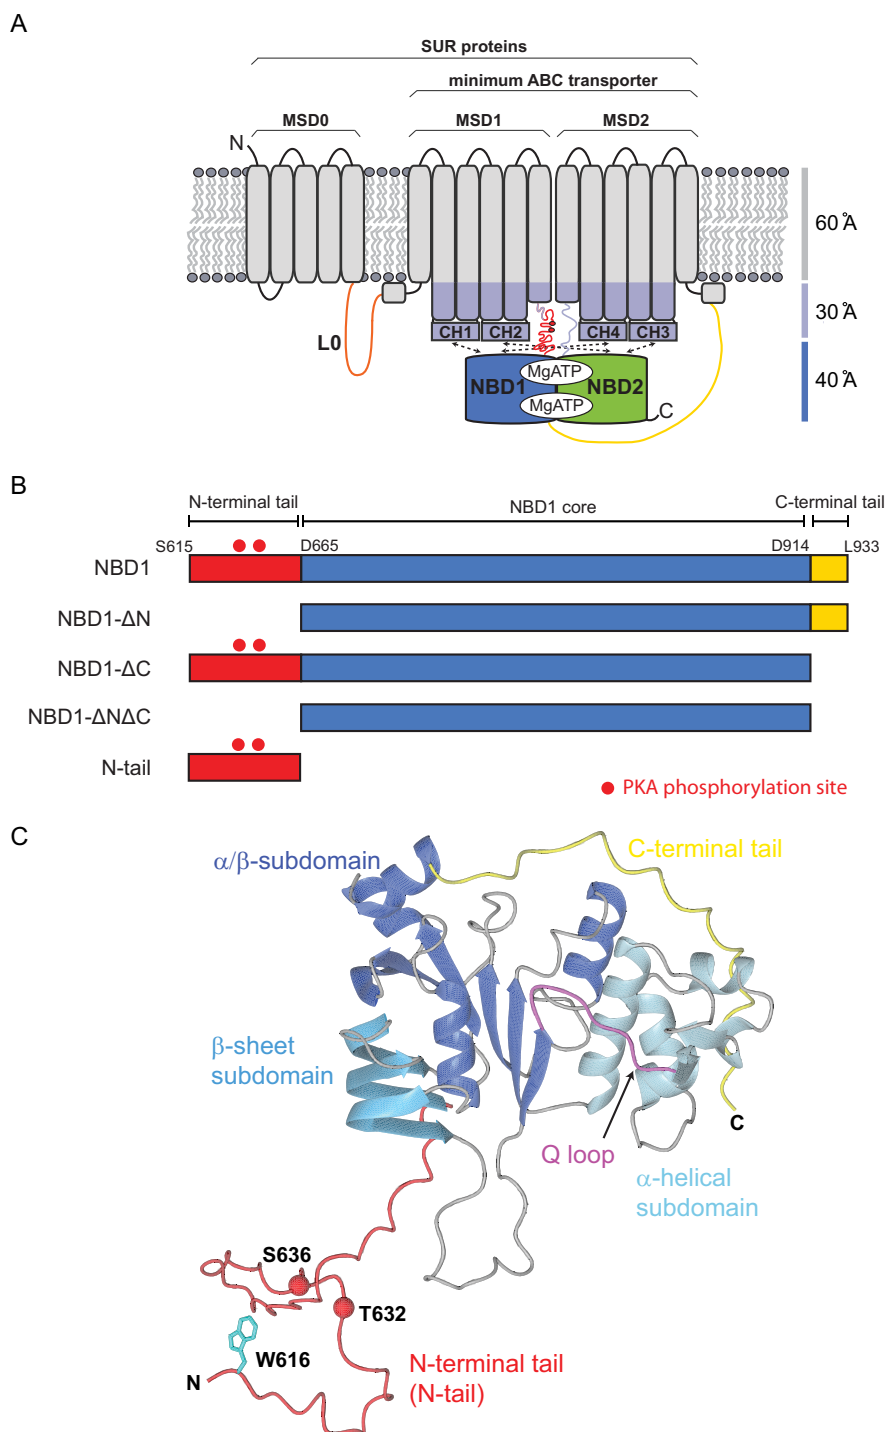 A
SUR proteins
minimum ABC transporter
MSD0
MSD1
MSD2
N
60 Å
30 Å
40 Å
L0
CH1
CH2
CH4
CH3
MgATP
NBD1
NBD2
MgATP
C
B
N-terminal tail
NBD1 core
C-terminal tail
S615
D665
D914
L933
NBD1
NBD1-ΔN
NBD1-ΔC
NBD1-ΔNΔC
N-tail
PKA phosphorylation site
C
α/β-subdomain
C-terminal tail
β-sheet
subdomain
C
Q loop
α-helical
subdomain
S636
T632
W616
N
N-terminal tail
(N-tail)